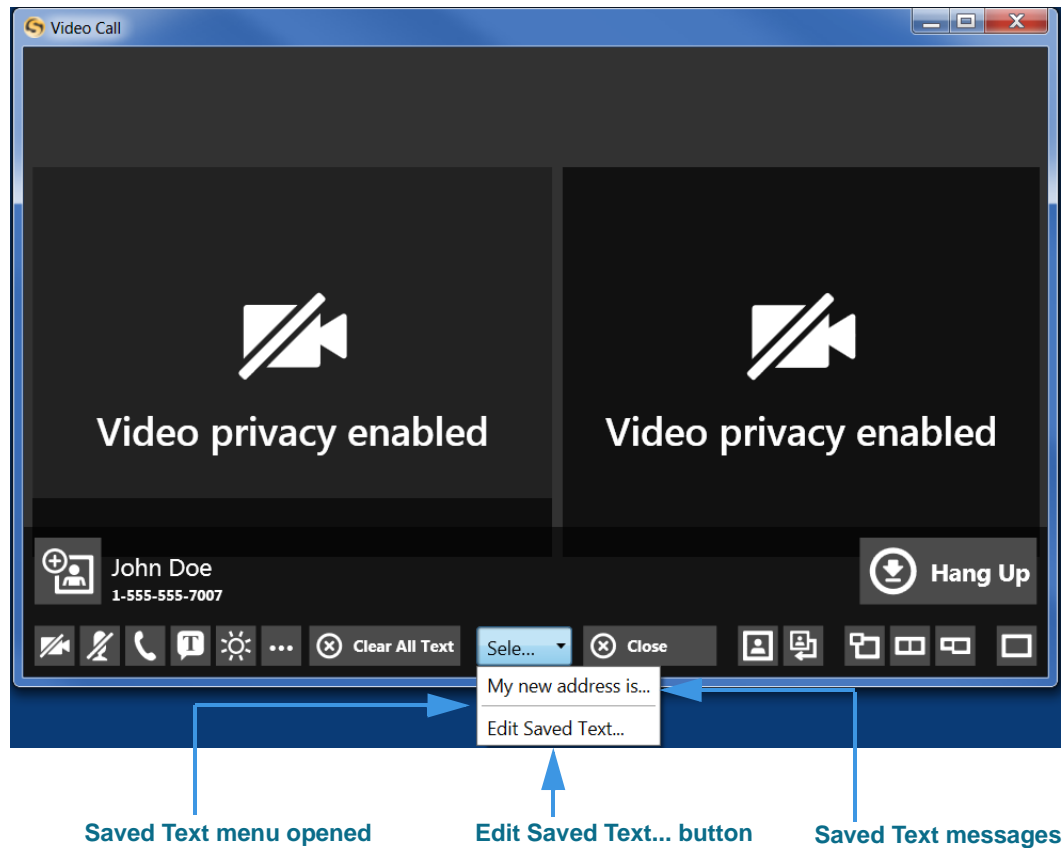 Video Call
Video privacy enabled
Video privacy enabled
John Doe
1-555-555-7007
Hang Up
T
Clear All Text
Sele...
Close
My new address is...
Edit Saved Text...
Saved Text menu opened
Edit Saved Text... button
Saved Text messages